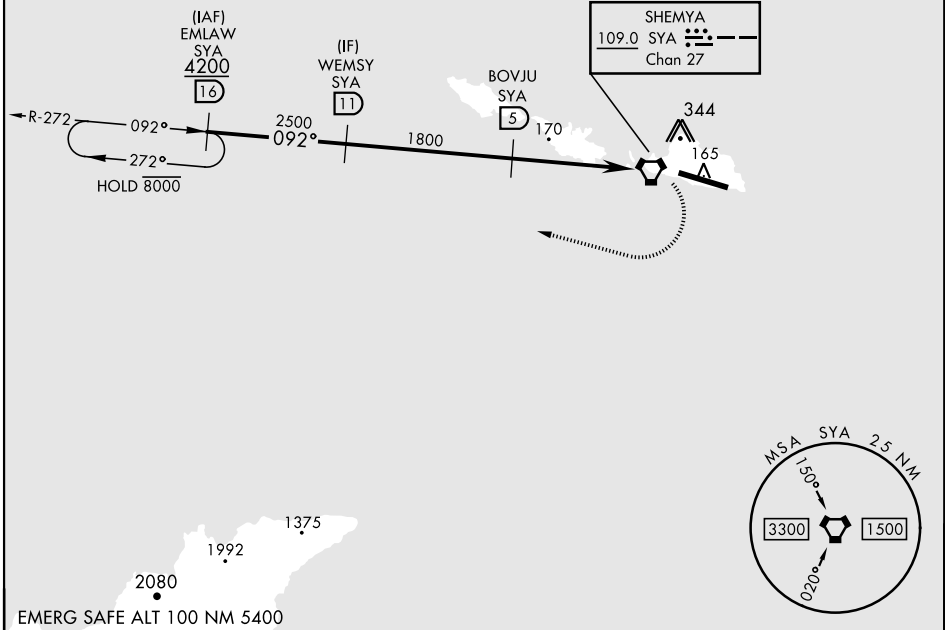 (IAF)
EMLAW
SYA
4200
16
(IF)
WEMSY
SYA
11
BOVJU
SYA
5
SHEMYA
109.0 SYA
Chan 27
R-272
092°
2500
092°
1800
170
344
165
272°
HOLD 8000
MSA SYA 25 NM
150°
3300
1500
020°
1375
1992
2080
EMERG SAFE ALT 100 NM 5400